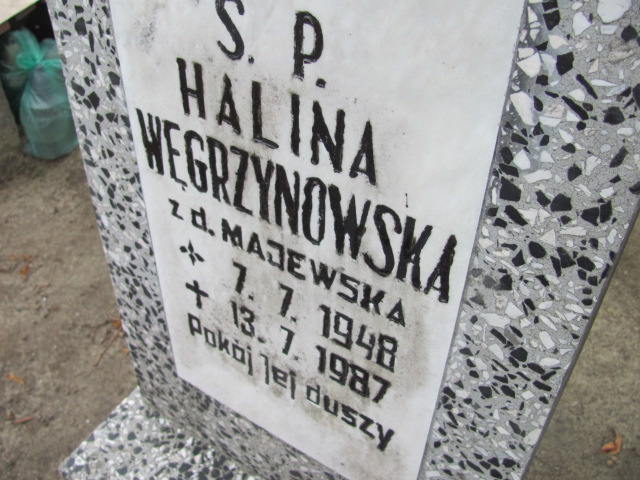 Ś. P.
HALINA
WĘGRZYNOWSKA
z d. MAJEWSKA
7. 7. 1948
13. 7 1987
Pokój jej duszy